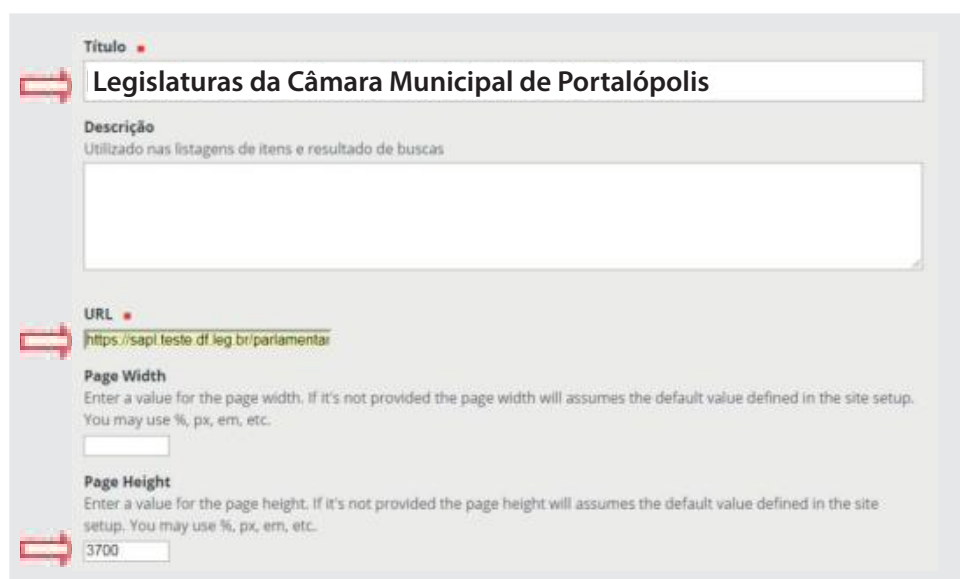 Título
Legislaturas da Câmara Municipal de Portalópolis
Descrição
Utilizado nas listagens de itens e resultado de buscas
URL
https://sapl.teste.df.leg.br/parlamentar
Page Width
Enter a value for the page width. If it's not provided the page width will assumes the default value defined in the site setup.
You may use %, px, em, etc.
Page Height
Enter a value for the page height. If it's not provided the page height will assumes the default value defined in the site
setup. You may use %, px, em, etc.
3700